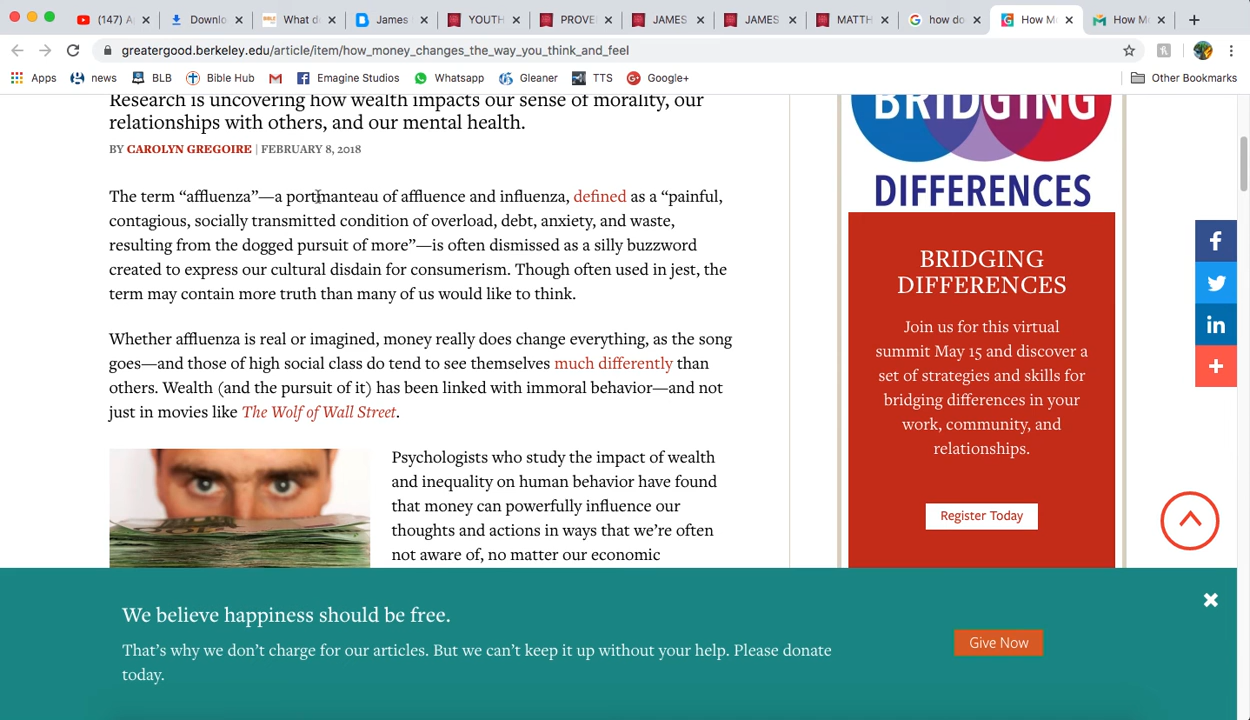 (147) A
Downlo
What d
James
YOUTH
PROVE
JAMES
JAMES
MATTH
how do
How M
How M
greatergood.berkeley.edu/article/item/how_money_changes_the_way_you_think_and_feel
Apps
news
BLB
Bible Hub
Emagine Studios
Whatsapp
Gleaner
TTS
Google+
Other Bookmarks
Research is uncovering how wealth impacts our sense of morality, our
relationships with others, and our mental health.
BY CAROLYN GREGOIRE | FEBRUARY 8, 2018
The term “affluenza”—a portmanteau of affluence and influenza, defined as a “painful,
contagious, socially transmitted condition of overload, debt, anxiety, and waste,
resulting from the dogged pursuit of more”—is often dismissed as a silly buzzword
created to express our cultural disdain for consumerism. Though often used in jest, the
term may contain more truth than many of us would like to think.
Whether affluenza is real or imagined, money really does change everything, as the song
goes—and those of high social class do tend to see themselves much differently than
others. Wealth (and the pursuit of it) has been linked with immoral behavior—and not
just in movies like The Wolf of Wall Street.
Psychologists who study the impact of wealth
and inequality on human behavior have found
that money can powerfully influence our
thoughts and actions in ways that we’re often
not aware of, no matter our economic
BRIDGING
DIFFERENCES
BRIDGING
DIFFERENCES
Join us for this virtual
summit May 15 and discover a
set of strategies and skills for
bridging differences in your
work, community, and
relationships.
Register Today
We believe happiness should be free.
That’s why we don’t charge for our articles. But we can’t keep it up without your help. Please donate
today.
Give Now